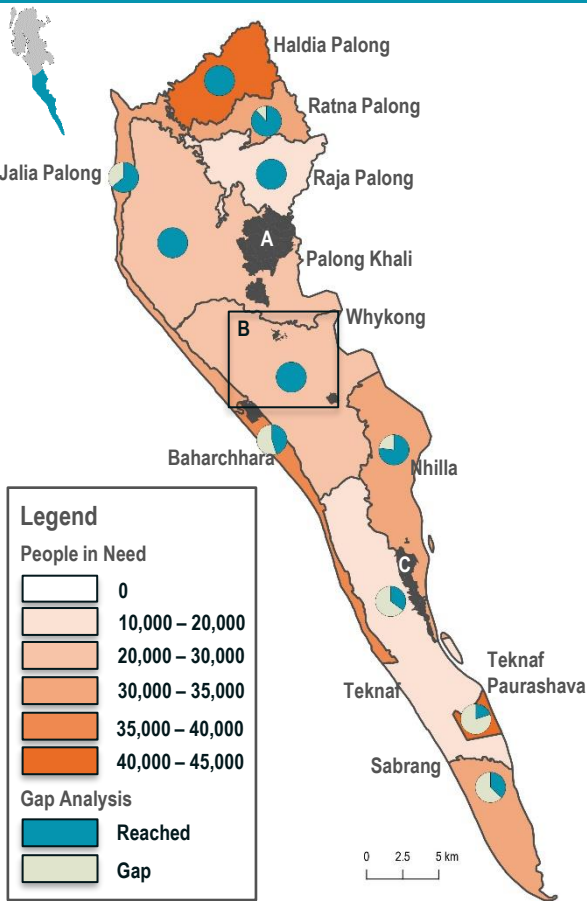 Haldia Palong
Ratna Palong
Jalia Palong
Raja Palong
A
Palong Khali
Whykong
B
Baharchhara
Nhilla
C
Teknaf
Paurashava
Teknaf
Sabrang
Legend
People in Need
0
10,000 – 20,000
20,000 – 30,000
30,000 – 35,000
35,000 – 40,000
40,000 – 45,000
Gap Analysis
Reached
Gap
0 2.5 5 km